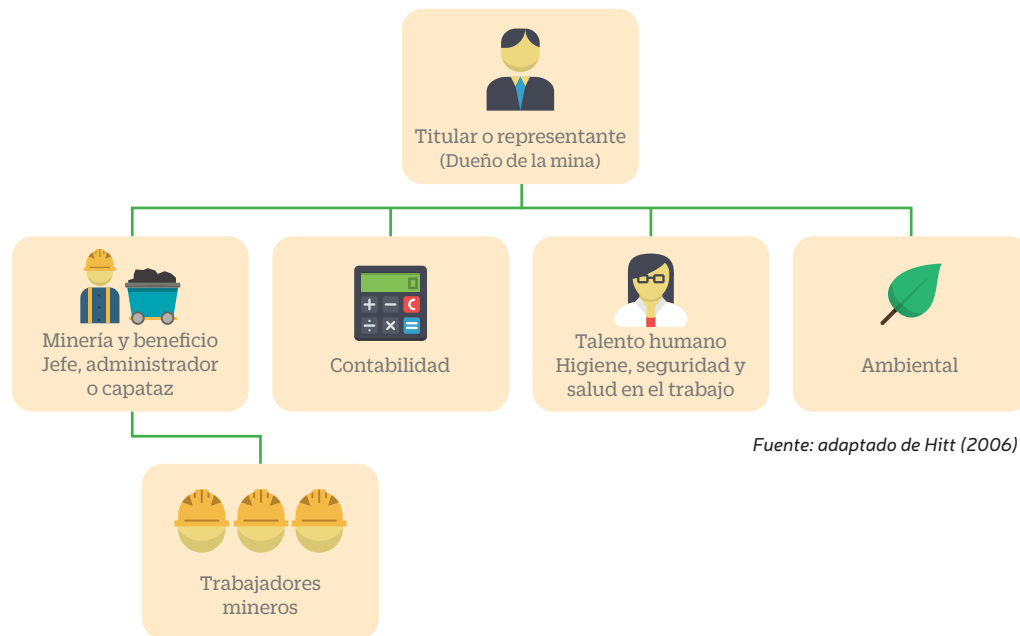 Titular o representante
(Dueño de la mina)
Minería y beneficio
Jefe, administrador
o capataz
Contabilidad
Talento humano
Higiene, seguridad y
salud en el trabajo
Ambiental
Fuente: adaptado de Hitt (2006)
Trabajadores
mineros